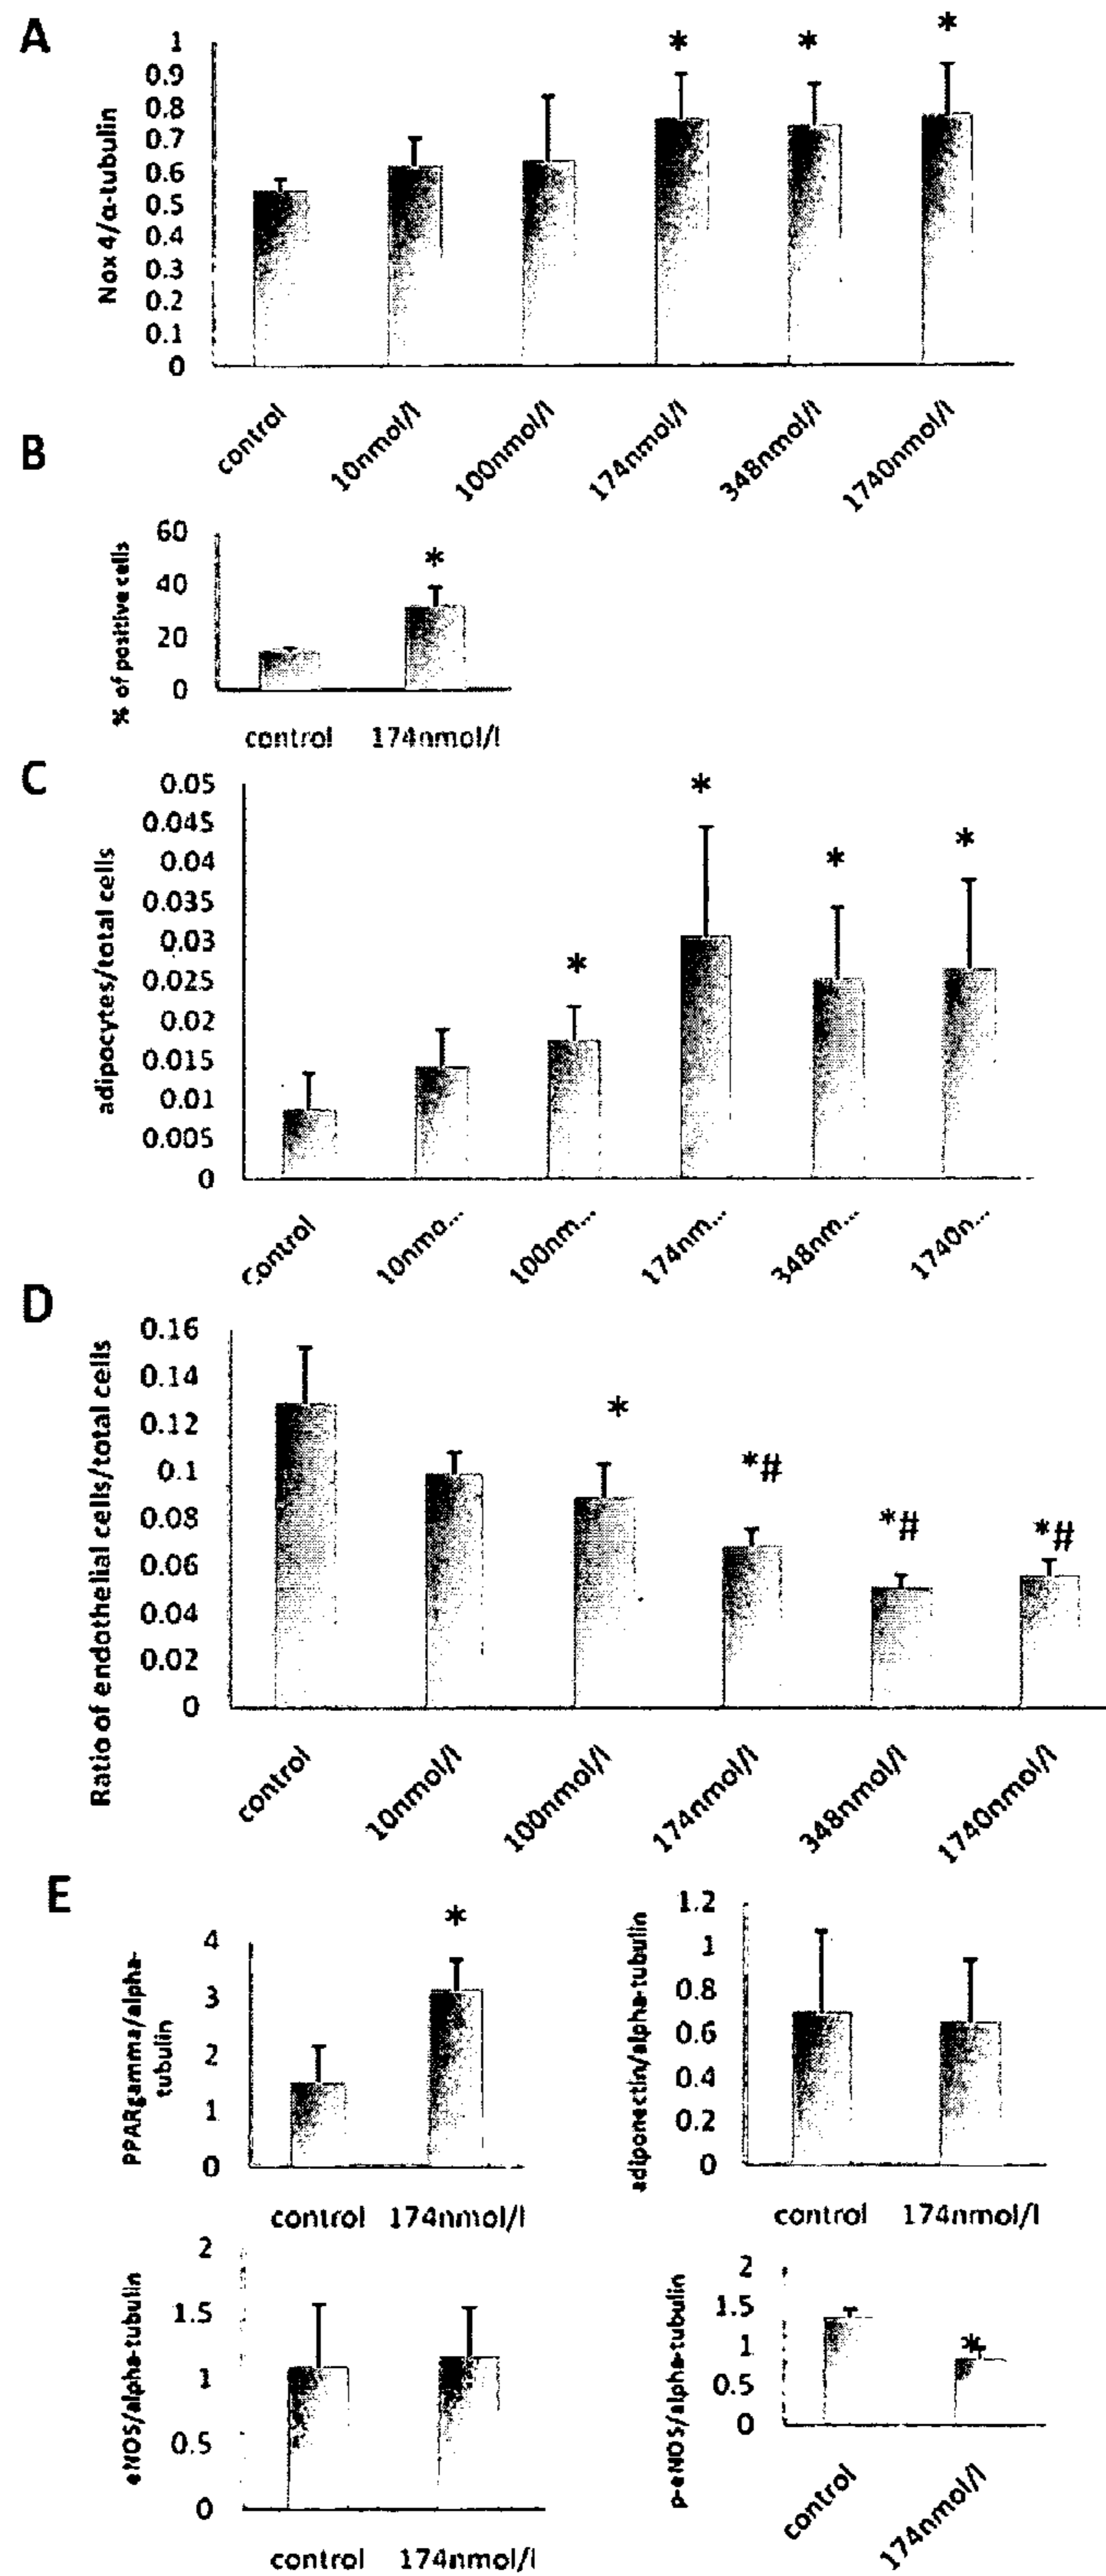 A
Nox 4/α-tubulin
1
0.9
0.8
0.7
0.6
0.5
0.4
0.3
0.2
0.1
0
* * *
control 10nmol/l 100nmol/l 174nmol/l 348nmol/l 1740nmol/l
B
% of positive cells
60
40
20
0
*
control 174nmol/l
C
adipocytes/total cells
0.05
0.045
0.04
0.035
0.03
0.025
0.02
0.015
0.01
0.005
0
* * * *
control 10nmo... 100nm... 174nm... 348nm... 1740n...
D
Ratio of endothelial cells/total cells
0.16
0.14
0.12
0.1
0.08
0.06
0.04
0.02
0
* *# *# *#
control 10nmol/l 100nmol/l 174nmol/l 348nmol/l 1740nmol/l
E
PPARgamma/alpha-
tubulin
4
3
2
1
0
*
control 174nmol/l
adiponectin/alpha-tubulin
1.2
1
0.8
0.6
0.4
0.2
0
control 174nmol/l
eNOS/alpha-tubulin
2
1.5
1
0.5
0
control 174nmol/l
p-eNOS/alpha-tubulin
2
1.5
1
0.5
0
*
control 174nmol/l